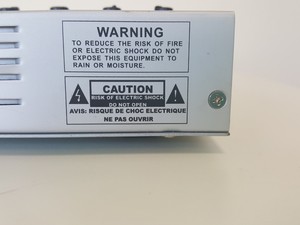 WARNING
TO REDUCE THE RISK OF FIRE
OR ELECTRIC SHOCK DO NOT
EXPOSE THIS EQUIPMENT TO
RAIN OR MOISTURE.
CAUTION
RISK OF ELECTRIC SHOCK
DO NOT OPEN
AVIS: RISQUE DE CHOC ELECTRIQUE
NE PAS OUVRIR